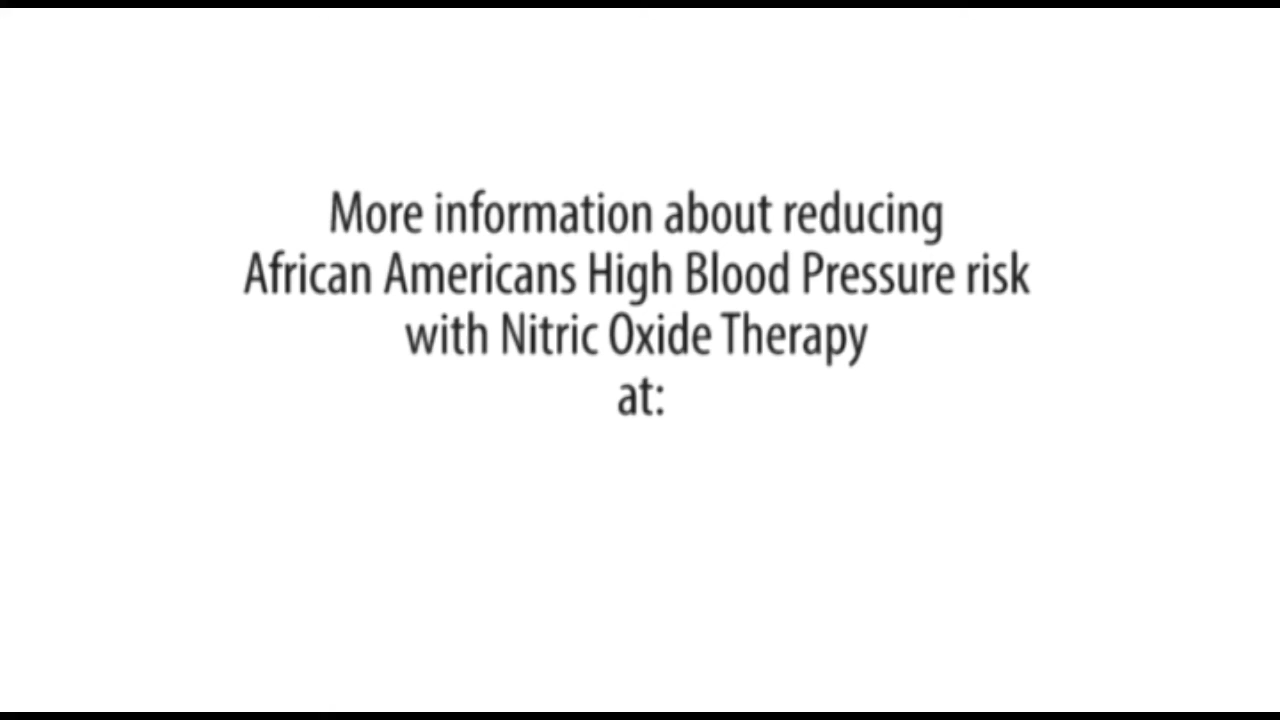 More information about reducing
African Americans High Blood Pressure risk
with Nitric Oxide Therapy
at: